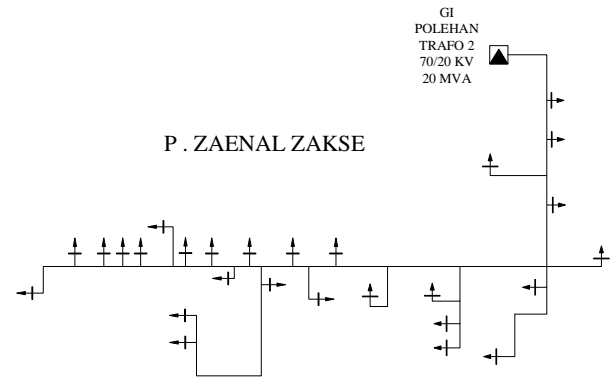 GI
POLEHAN
TRAFO 2
70/20 KV
20 MVA
P . ZAENAL ZAKSE